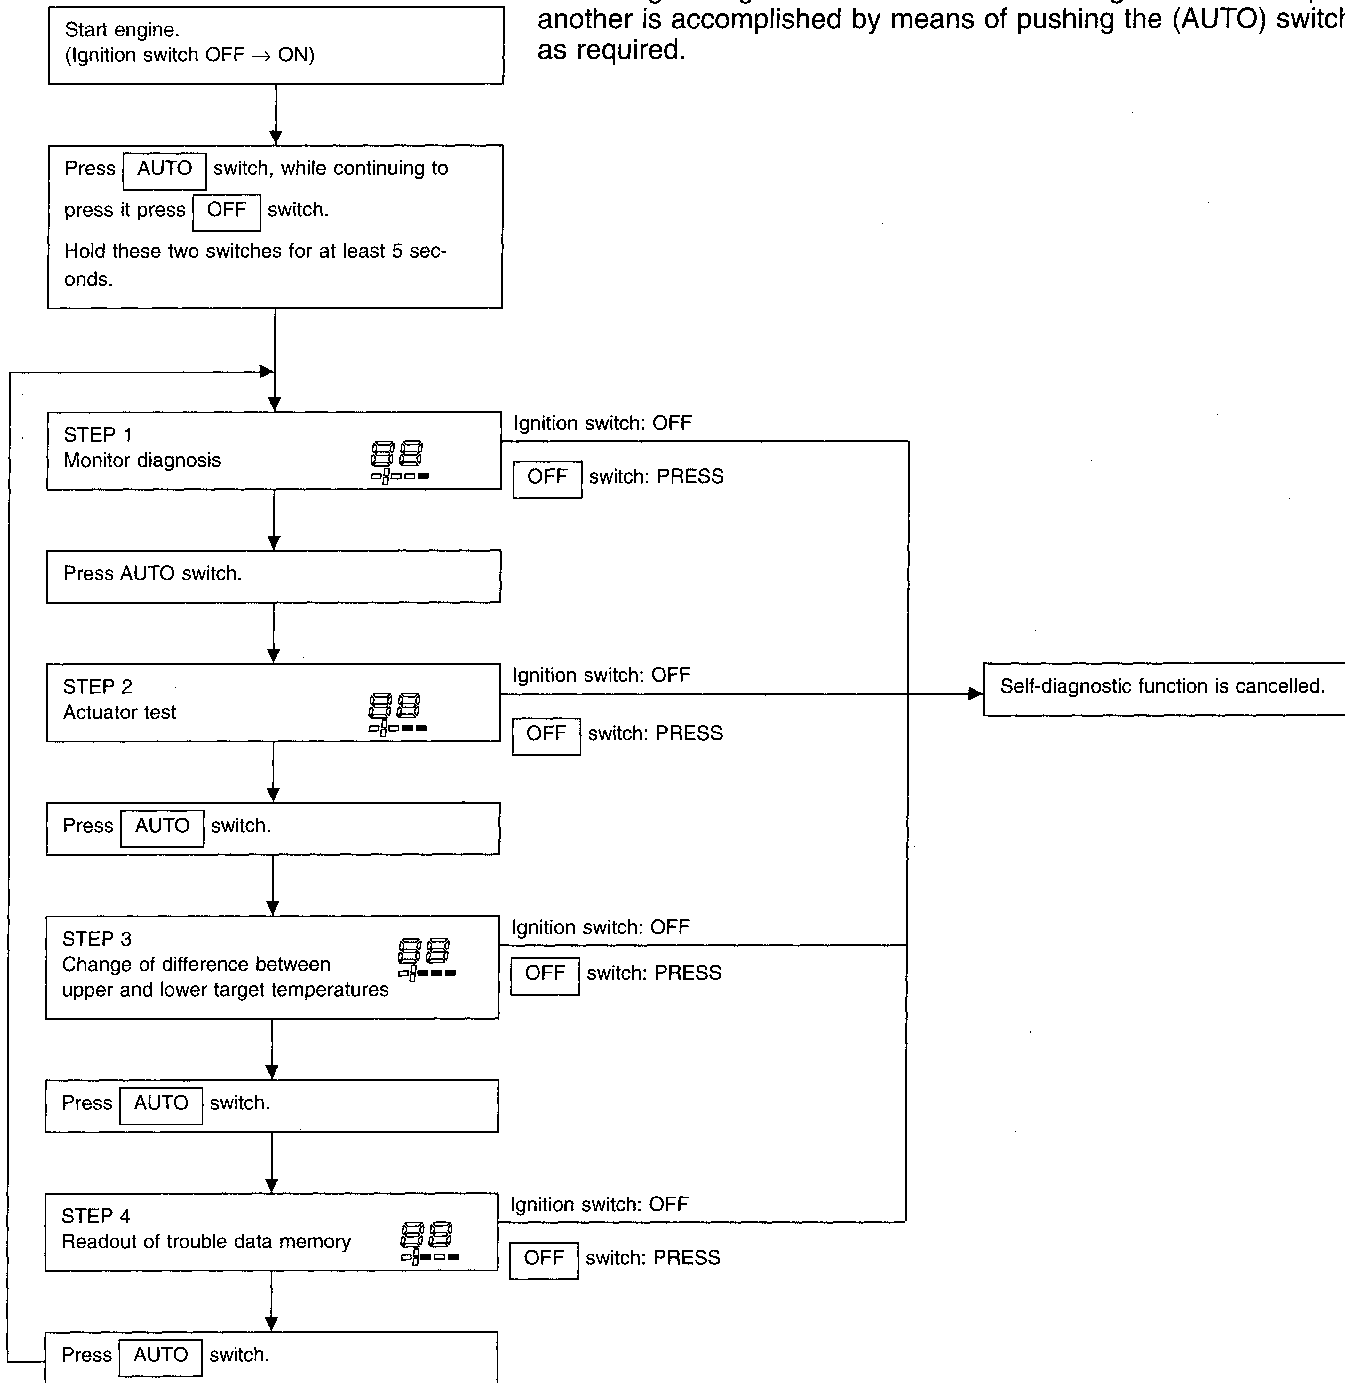 another is accomplished by means of pushing the (AUTO) switch
as required.
Start engine.
(Ignition switch OFF → ON)
Press AUTO switch, while continuing to
press it press OFF switch.
Hold these two switches for at least 5 sec-
onds.
STEP 1
Monitor diagnosis
Ignition switch: OFF
OFF switch: PRESS
Press AUTO switch.
STEP 2
Actuator test
Ignition switch: OFF
OFF switch: PRESS
Self-diagnostic function is cancelled.
Press AUTO switch.
STEP 3
Change of difference between
upper and lower target temperatures
Ignition switch: OFF
OFF switch: PRESS
Press AUTO switch.
STEP 4
Readout of trouble data memory
Ignition switch: OFF
OFF switch: PRESS
Press AUTO switch.